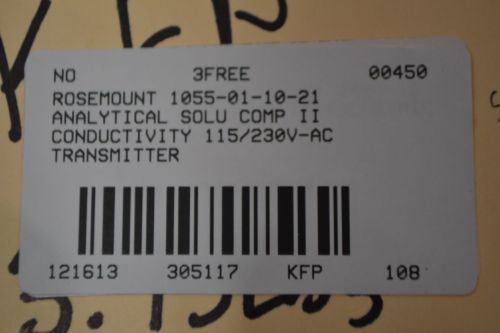 NO 3FREE 00450
ROSEMOUNT 1055-01-10-21
ANALYTICAL SOLU COMP II
CONDUCTIVITY 115/230V-AC
TRANSMITTER
121613 305117 KFP 108